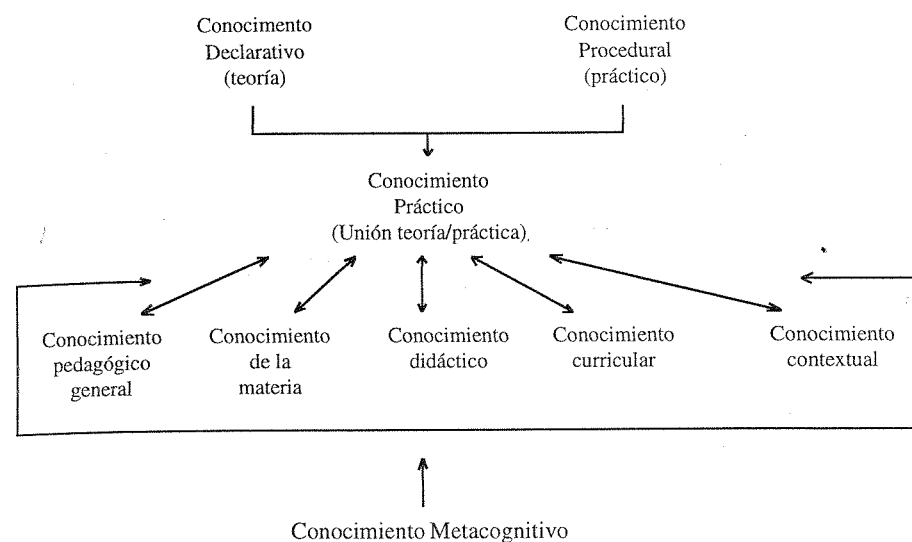 Conocimento
Declarativo
(teoría)
Conocimiento
Procedural
(práctico)
Conocimiento
Práctico
(Unión teoría/práctica)
Conocimiento
pedagógico
general
Conocimiento
de la
materia
Conocimiento
didáctico
Conocimiento
curricular
Conocimiento
contextual
Conocimiento Metacognitivo